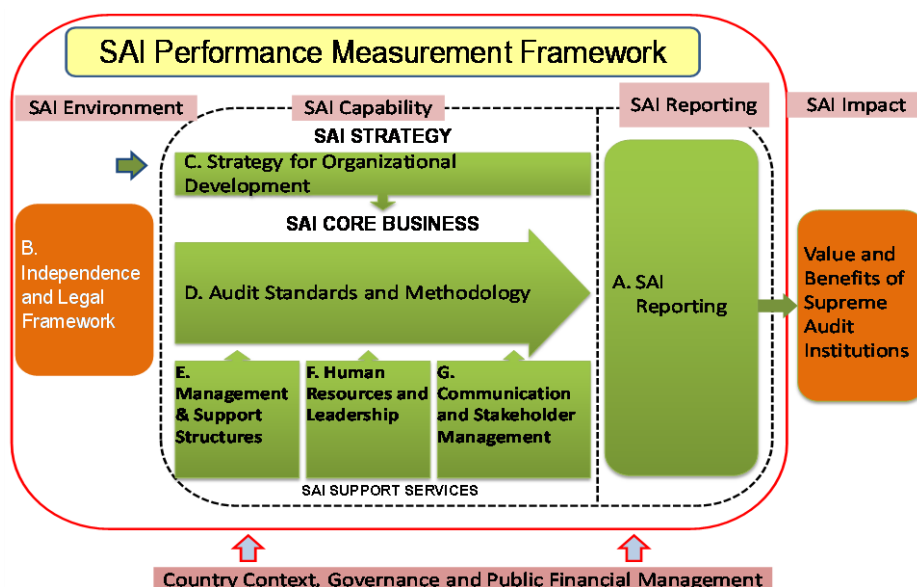 SAI Performance Measurement Framework
SAI Environment
SAI Capability
SAI Reporting
SAI Impact
SAI STRATEGY
C. Strategy for Organizational
Development
SAI CORE BUSINESS
B.
Independence
and Legal
Framework
D. Audit Standards and Methodology
A. SAI
Reporting
Value and
Benefits of
Supreme
Audit
Institutions
E.
Management
& Support
Structures
F. Human
Resources and
Leadership
G.
Communication
and Stakeholder
Management
SAI SUPPORT SERVICES
Country Context, Governance and Public Financial Management